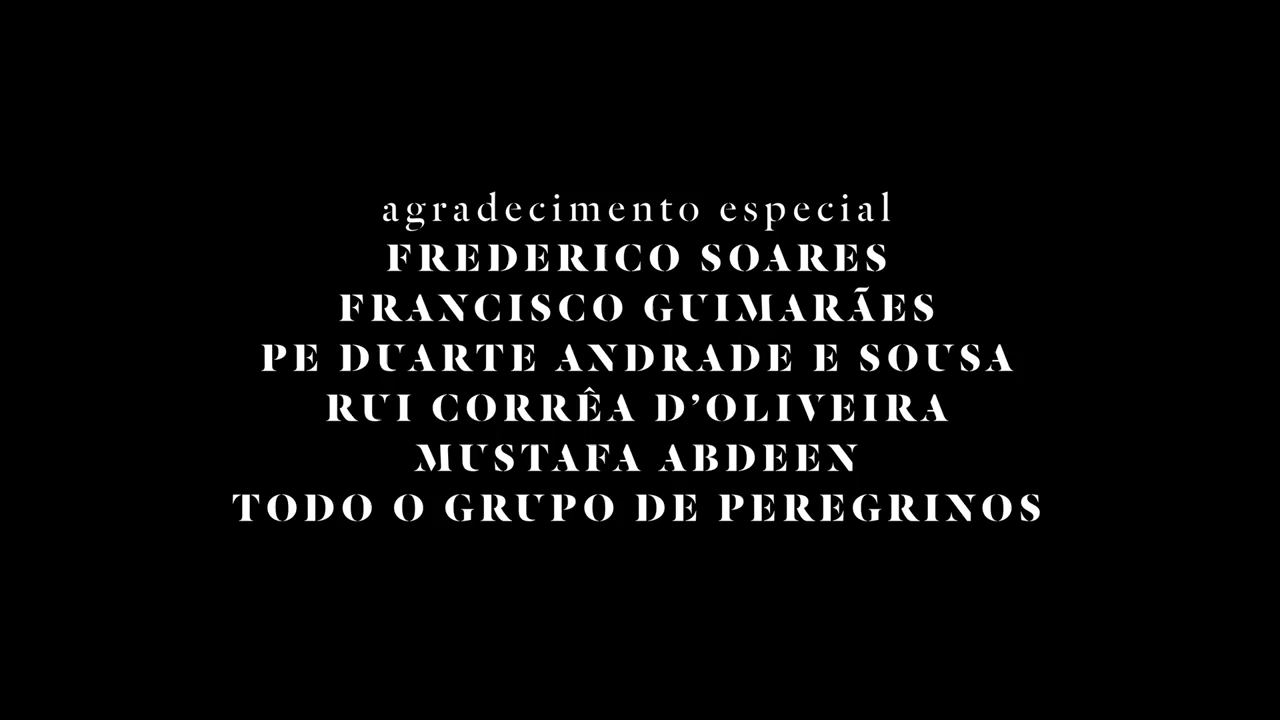 agradecimento especial
FREDERICO SOARES
FRANCISCO GUIMARÃES
PE DUARTE ANDRADE E SOUSA
RUI CORRÊA D’OLIVEIRA
MUSTAFA ABDEEN
TODO O GRUPO DE PEREGRINOS